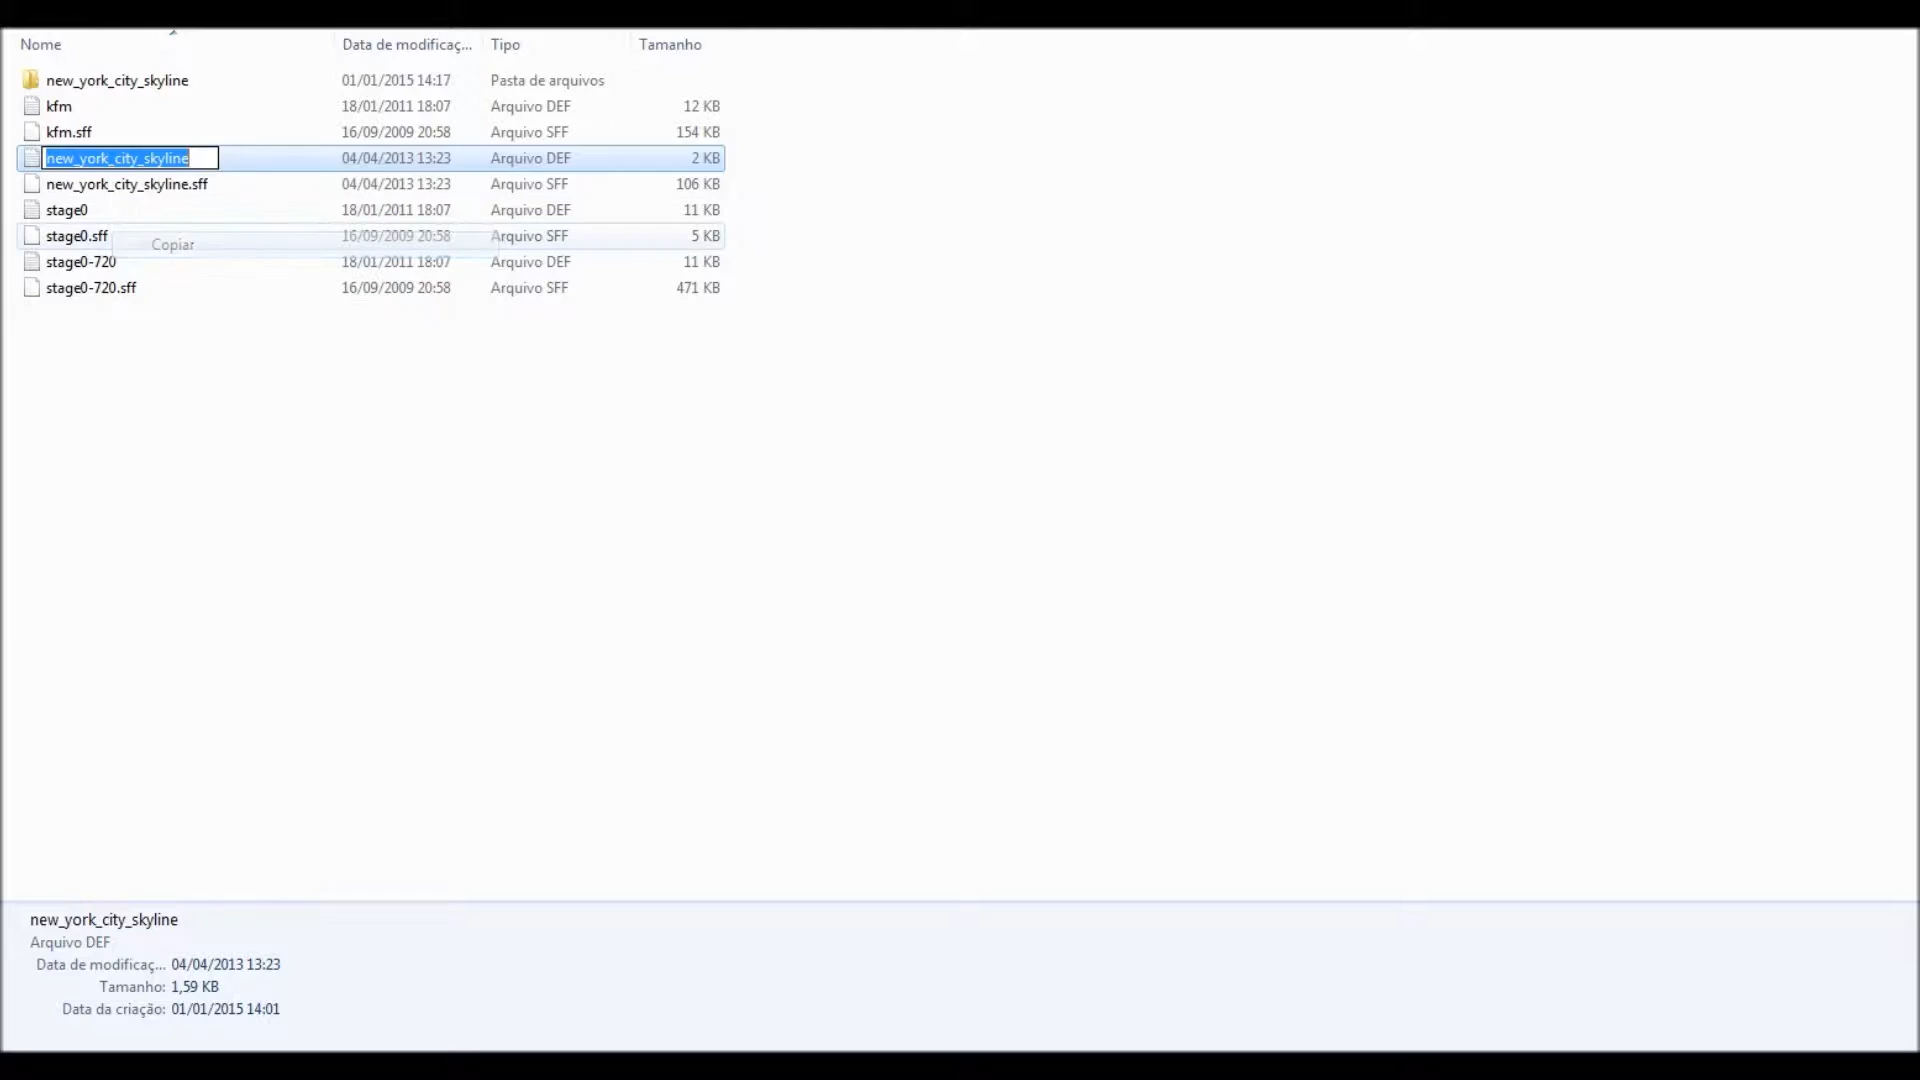 Nome Data de modificaç... Tipo Tamanho
new_york_city_skyline 01/01/2015 14:17 Pasta de arquivos
kfm 18/01/2011 18:07 Arquivo DEF 12 KB
kfm.sff 16/09/2009 20:58 Arquivo SFF 154 KB
new_york_city_skyline 04/04/2013 13:23 Arquivo DEF 2 KB
new_york_city_skyline.sff 04/04/2013 13:23 Arquivo SFF 106 KB
stage0 18/01/2011 18:07 Arquivo DEF 11 KB
stage0.sff 16/09/2009 20:58 Arquivo SFF 5 KB
Copiar
stage0-720 18/01/2011 18:07 Arquivo DEF 11 KB
stage0-720.sff 16/09/2009 20:58 Arquivo SFF 471 KB
new_york_city_skyline
Arquivo DEF
Data de modificaç... 04/04/2013 13:23
Tamanho: 1,59 KB
Data da criação: 01/01/2015 14:01